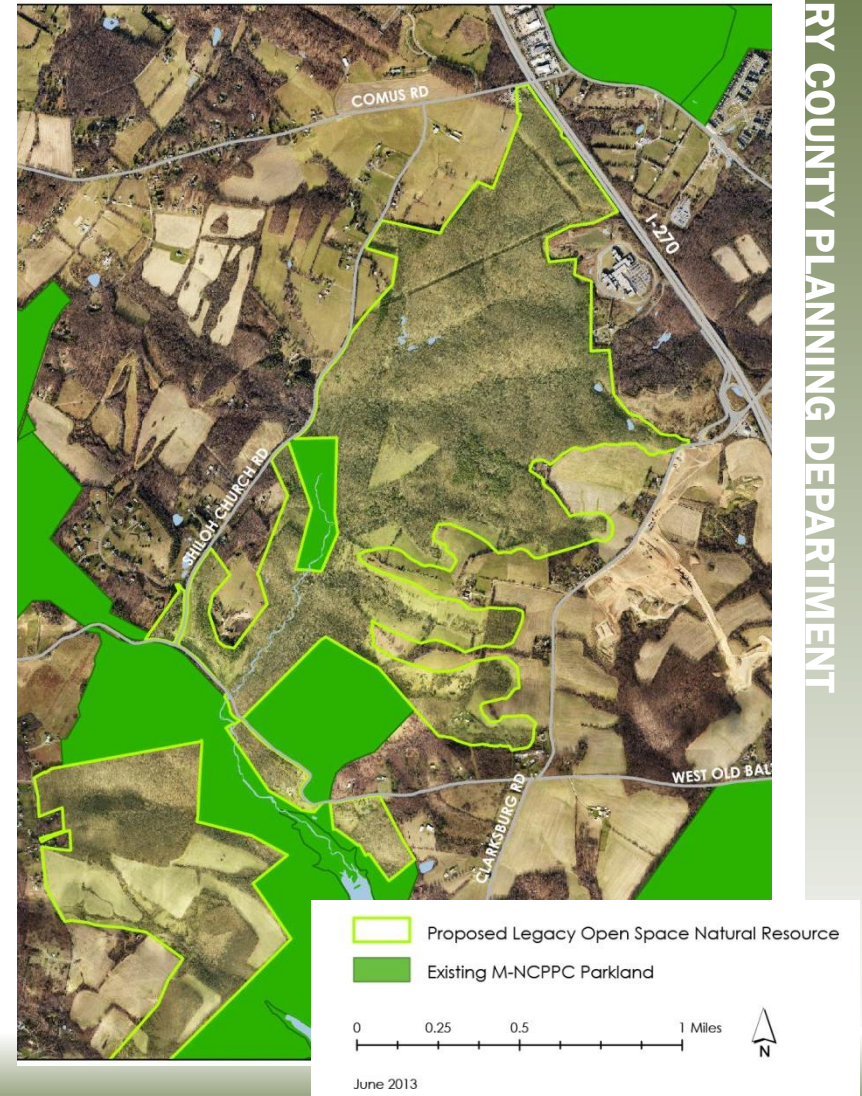 RY COUNTY PLANNING DEPARTMENT
COMUS RD
I-270
SHILOH CHURCH RD
WEST OLD BAL
CLARKSBURG RD
Proposed Legacy Open Space Natural Resource
Existing M-NCPPC Parkland
0 0.25 0.5 1 Miles
N
June 2013